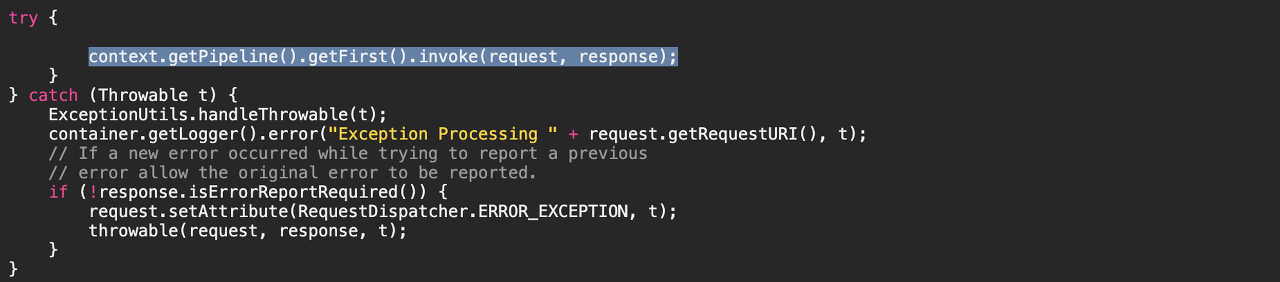 try {
        context.getPipeline().getFirst().invoke(request, response);
    }
} catch (Throwable t) {
    ExceptionUtils.handleThrowable(t);
    container.getLogger().error("Exception Processing " + request.getRequestURI(), t);
    // If a new error occurred while trying to report a previous
    // error allow the original error to be reported.
    if (!response.isErrorReportRequired()) {
        request.setAttribute(RequestDispatcher.ERROR_EXCEPTION, t);
        throwable(request, response, t);
    }
}